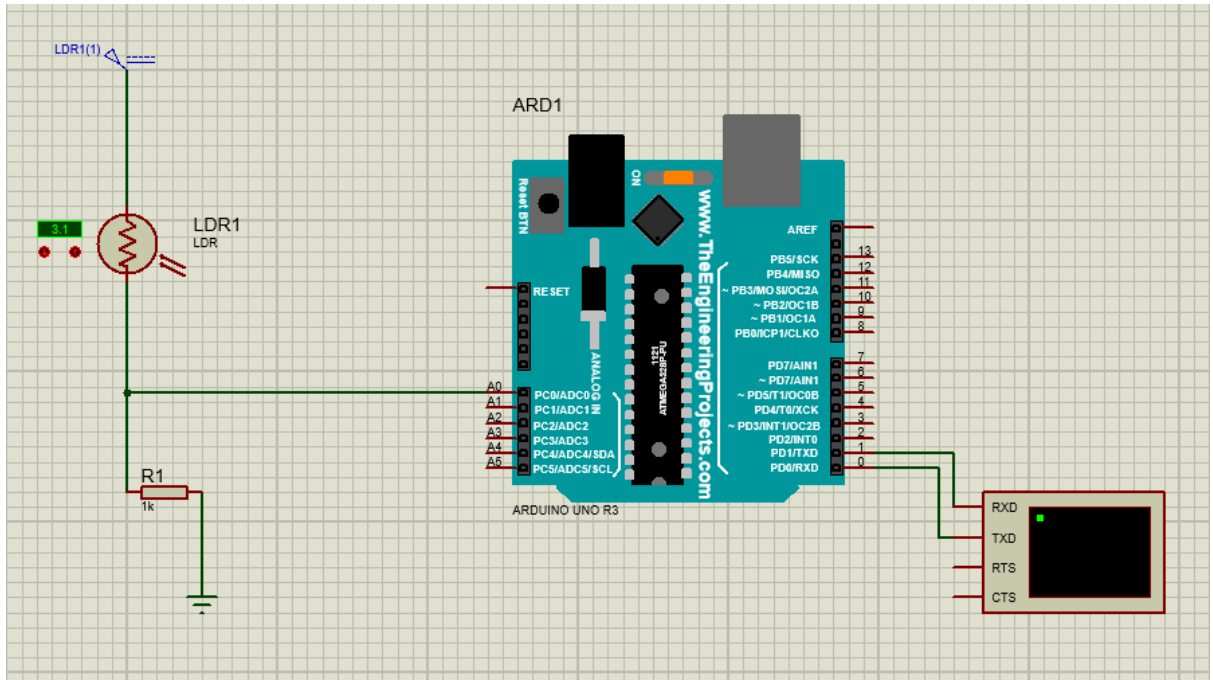 LDR1(1)
3.1
LDR1
LDR
R1
1k
ARD1
Reset BTN
ON
www.TheEngineeringProjects.com
RESET
ANALOG IN
1121
ATMEGA328P-PU
A0 PC0/ADC0
A1 PC1/ADC1
A2 PC2/ADC2
A3 PC3/ADC3
A4 PC4/ADC4/SDA
A5 PC5/ADC5/SCL
AREF
PB5/SCK 13
PB4/MISO 12
~ PB3/MOSI/OC2A 11
~ PB2/OC1B 10
~ PB1/OC1A 9
PB0/ICP1/CLKO 8
PD7/AIN1 7
~ PD7/AIN1 6
~ PD5/T1/OC0B 5
PD4/T0/XCK 4
~ PD3/INT1/OC2B 3
PD2/INT0 2
PD1/TXD 1
PD0/RXD 0
ARDUINO UNO R3
RXD
TXD
RTS
CTS